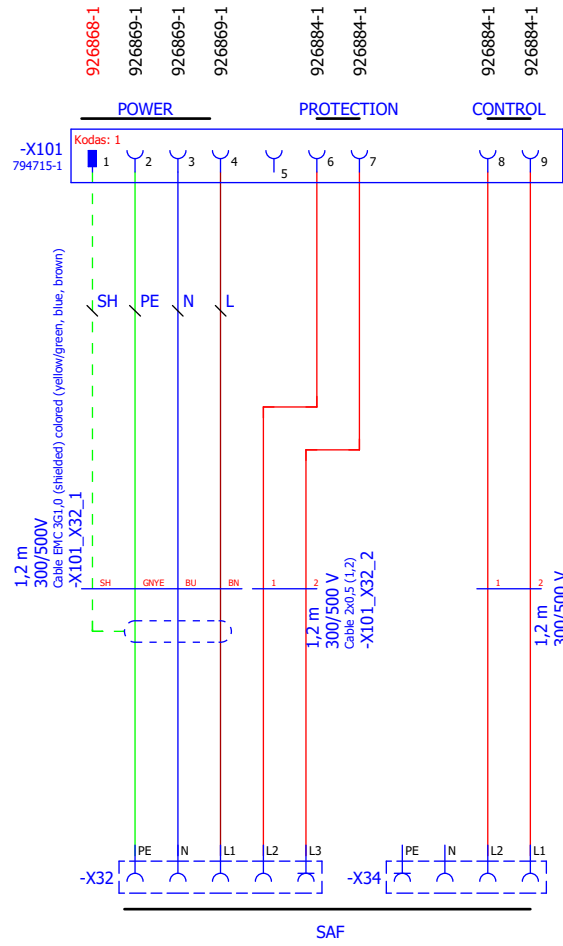 926868-1
926869-1
926869-1
926869-1
926884-1
926884-1
926884-1
926884-1
POWER
PROTECTION
CONTROL
-X101
794715-1
Kodas: 1
1
2
3
4
5
6
7
8
9
SH
PE
N
L
1,2 m
300/500V
Cable EMC 3G1,0 (shielded) colored (yellow/green, blue, brown)
-X101_X32_1
SH
GNYE
BU
BN
1
2
1,2 m
300/500 V
Cable 2x0,5 (1,2)
-X101_X32_2
1
2
1,2 m
300/500 V
-X32
PE
N
L1
L2
L3
-X34
PE
N
L2
L1
SAF